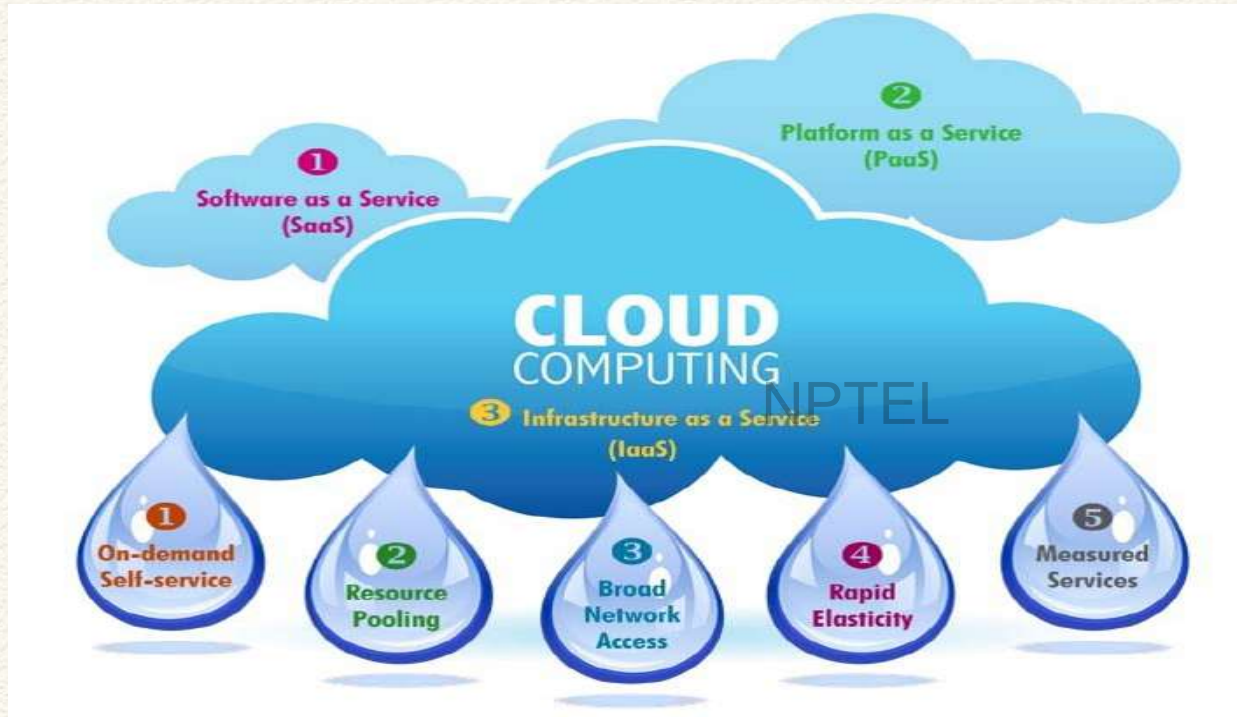 2
Platform as a Service
(PaaS)
1
Software as a Service
(SaaS)
CLOUD
COMPUTING
NPTEL
3 Infrastructure as a Service
(IaaS)
1
On-demand
Self-service
2
Resource
Pooling
3
Broad
Network
Access
4
Rapid
Elasticity
5
Measured
Services